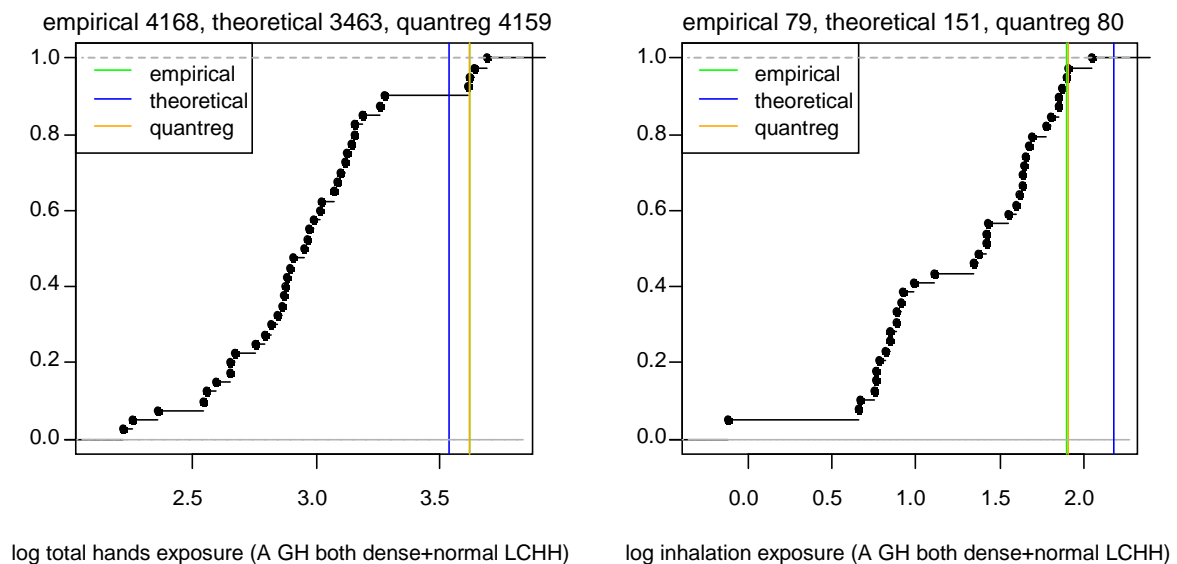 empirical 4168, theoretical 3463, quantreg 4159
1.0
0.8
0.6
0.4
0.2
0.0
empirical
theoretical
quantreg
2.5 3.0 3.5
log total hands exposure (A GH both dense+normal LCHH)
empirical 79, theoretical 151, quantreg 80
1.0
0.8
0.6
0.4
0.2
0.0
empirical
theoretical
quantreg
0.0 0.5 1.0 1.5 2.0
log inhalation exposure (A GH both dense+normal LCHH)